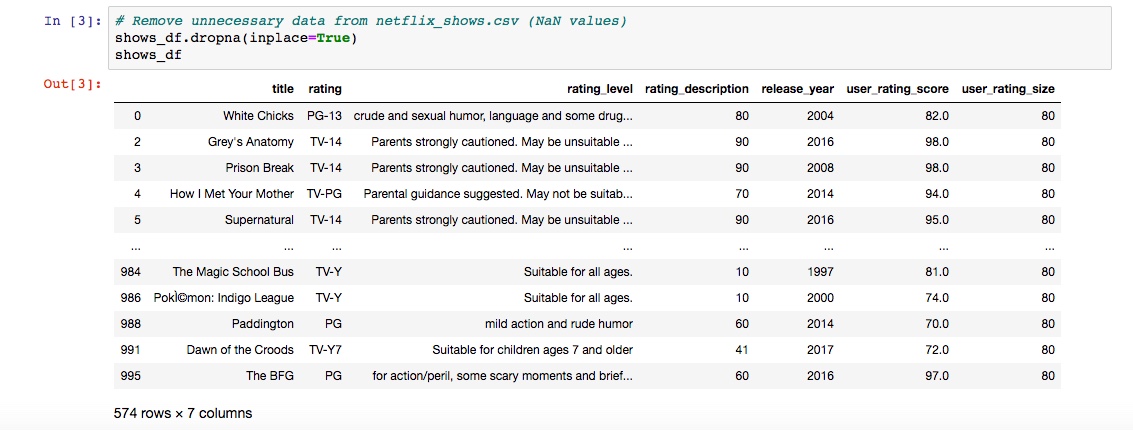 In [3]: # Remove unnecessary data from netflix_shows.csv (NaN values)
shows_df.dropna(inplace=True)
shows_df
Out[3]:
title rating rating_level rating_description release_year user_rating_score user_rating_size
0 White Chicks PG-13 crude and sexual humor, language and some drug... 80 2004 82.0 80
2 Grey's Anatomy TV-14 Parents strongly cautioned. May be unsuitable ... 90 2016 98.0 80
3 Prison Break TV-14 Parents strongly cautioned. May be unsuitable ... 90 2008 98.0 80
4 How I Met Your Mother TV-PG Parental guidance suggested. May not be suitab... 70 2014 94.0 80
5 Supernatural TV-14 Parents strongly cautioned. May be unsuitable ... 90 2016 95.0 80
... ... ... ... ... ... ... ...
984 The Magic School Bus TV-Y Suitable for all ages. 10 1997 81.0 80
986 PokÌ©mon: Indigo League TV-Y Suitable for all ages. 10 2000 74.0 80
988 Paddington PG mild action and rude humor 60 2014 70.0 80
991 Dawn of the Croods TV-Y7 Suitable for children ages 7 and older 41 2017 72.0 80
995 The BFG PG for action/peril, some scary moments and brief... 60 2016 97.0 80
574 rows × 7 columns